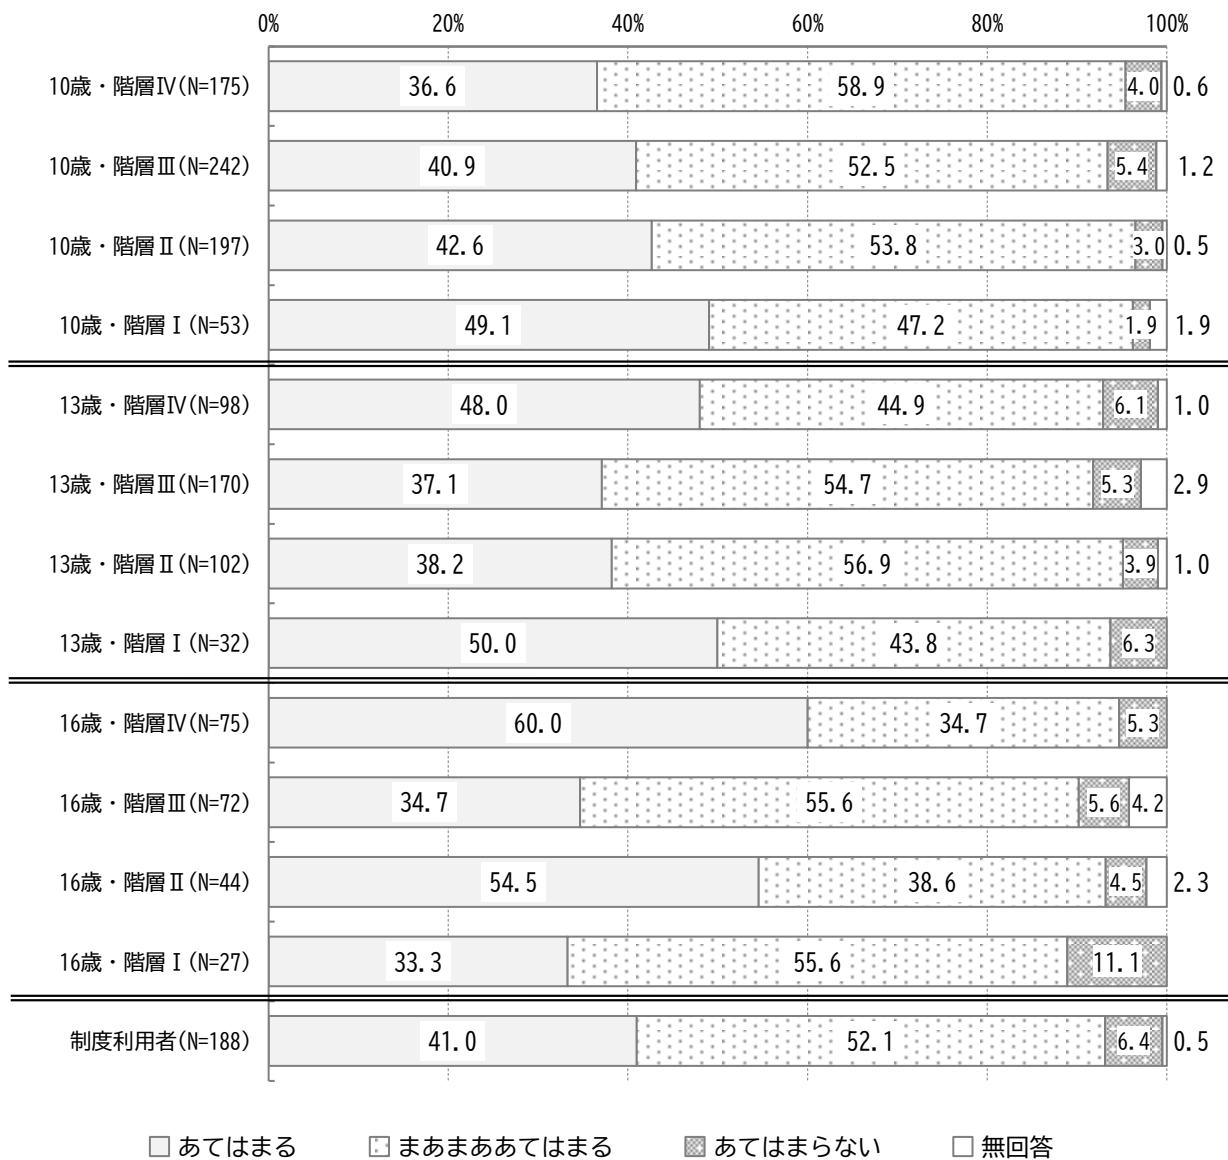 0% 20% 40% 60% 80% 100%
10歳・階層Ⅳ(N=175) 36.6 58.9 4.0 0.6
10歳・階層Ⅲ(N=242) 40.9 52.5 5.4 1.2
10歳・階層Ⅱ(N=197) 42.6 53.8 3.0 0.5
10歳・階層Ⅰ(N=53) 49.1 47.2 1.9 1.9
13歳・階層Ⅳ(N=98) 48.0 44.9 6.1 1.0
13歳・階層Ⅲ(N=170) 37.1 54.7 5.3 2.9
13歳・階層Ⅱ(N=102) 38.2 56.9 3.9 1.0
13歳・階層Ⅰ(N=32) 50.0 43.8 6.3
16歳・階層Ⅳ(N=75) 60.0 34.7 5.3
16歳・階層Ⅲ(N=72) 34.7 55.6 5.6 4.2
16歳・階層Ⅱ(N=44) 54.5 38.6 4.5 2.3
16歳・階層Ⅰ(N=27) 33.3 55.6 11.1
制度利用者(N=188) 41.0 52.1 6.4 0.5
あてはまる まあまああてはまる あてはまらない 無回答